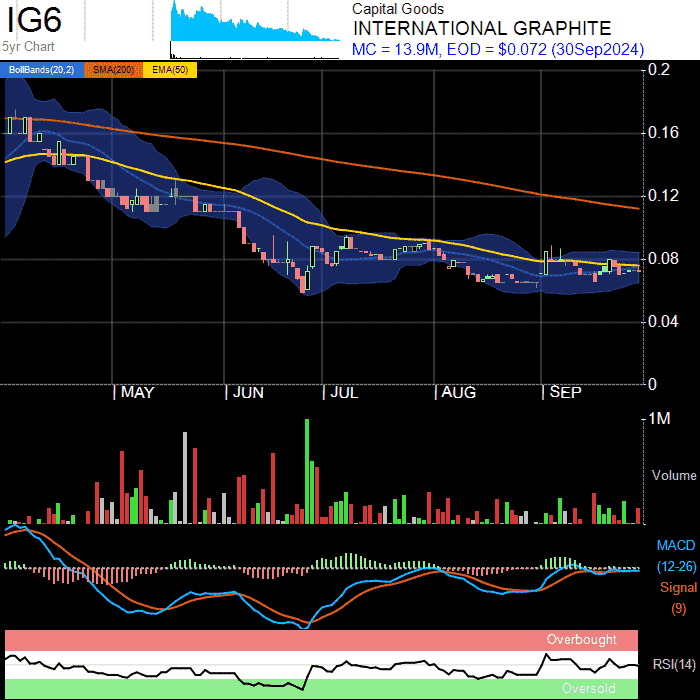 IG6
5yr Chart
Capital Goods
INTERNATIONAL GRAPHITE
MC = 13.9M, EOD = $0.072 (30Sep2024)
BollBands(20,2) SMA(200) EMA(50)
0.2
0.16
0.12
0.08
0.04
0
MAY JUN JUL AUG SEP
1M
Volume
MACD
(12-26)
Signal
(9)
Overbought
RSI(14)
Oversold